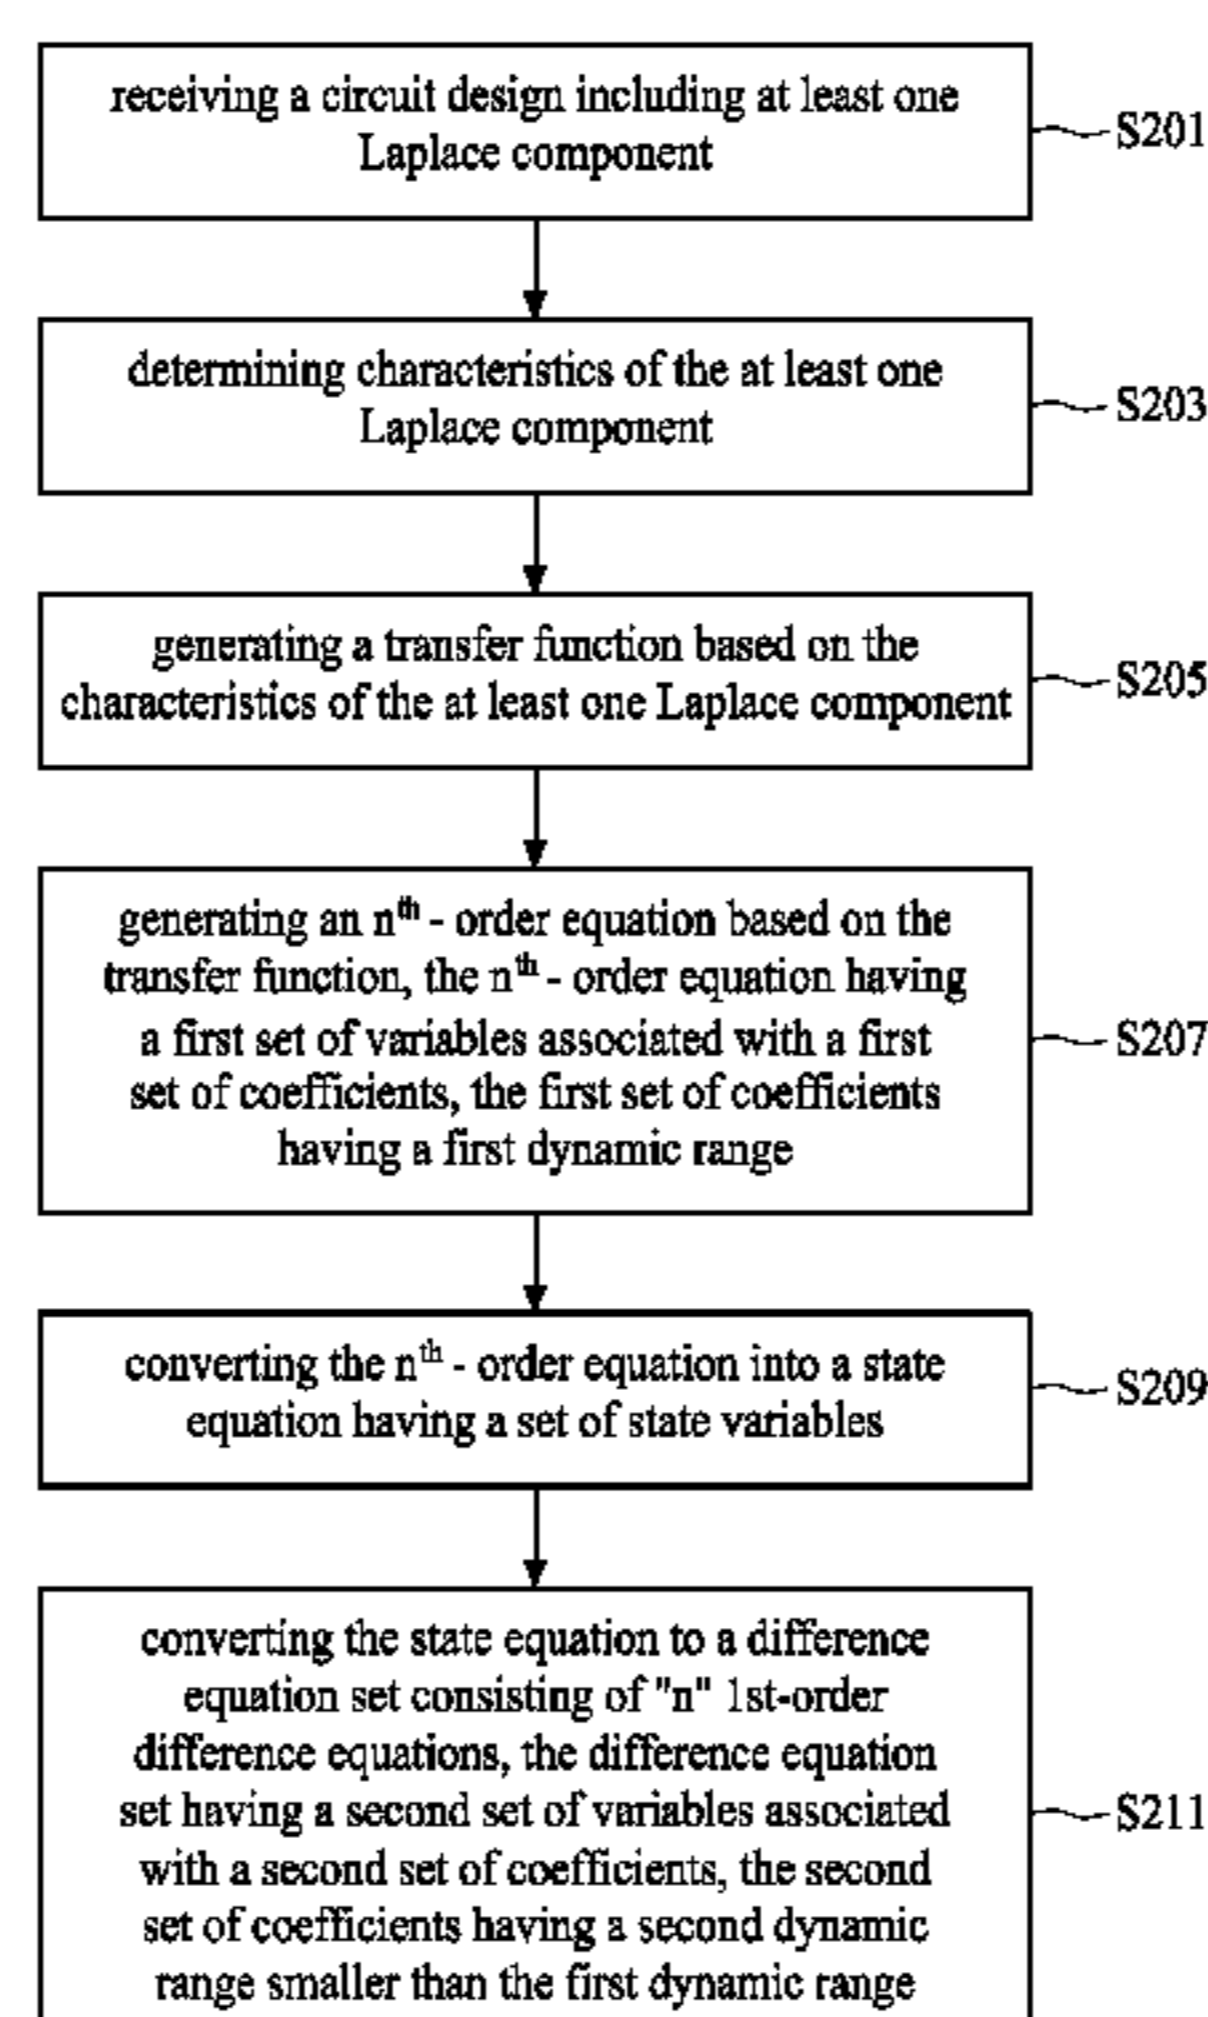 receiving a circuit design including at least one
Laplace component
S201
determining characteristics of the at least one
Laplace component
S203
generating a transfer function based on the
characteristics of the at least one Laplace component
S205
generating an nth - order equation based on the
transfer function, the nth - order equation having
a first set of variables associated with a first
set of coefficients, the first set of coefficients
having a first dynamic range
S207
converting the nth - order equation into a state
equation having a set of state variables
S209
converting the state equation to a difference
equation set consisting of "n" 1st-order
difference equations, the difference equation
set having a second set of variables associated
with a second set of coefficients, the second
set of coefficients having a second dynamic
range smaller than the first dynamic range
S211